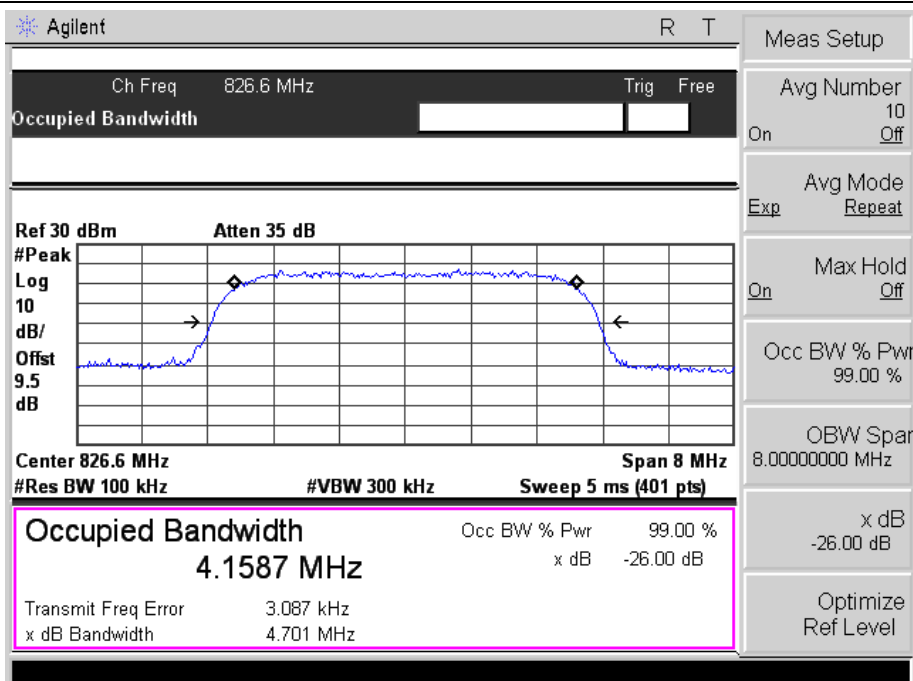 Agilent R T
Ch Freq 826.6 MHz Trig Free
Occupied Bandwidth
Ref 30 dBm Atten 35 dB
#Peak
Log
10
dB/
Offst
9.5
dB
Center 826.6 MHz Span 8 MHz
#Res BW 100 kHz #VBW 300 kHz Sweep 5 ms (401 pts)
Occupied Bandwidth Occ BW % Pwr 99.00 %
4.1587 MHz x dB -26.00 dB
Transmit Freq Error 3.087 kHz
x dB Bandwidth 4.701 MHz
Meas Setup
Avg Number
10
On Off
Avg Mode
Exp Repeat
Max Hold
On Off
Occ BW % Pwr
99.00 %
OBW Span
8.00000000 MHz
x dB
-26.00 dB
Optimize
Ref Level